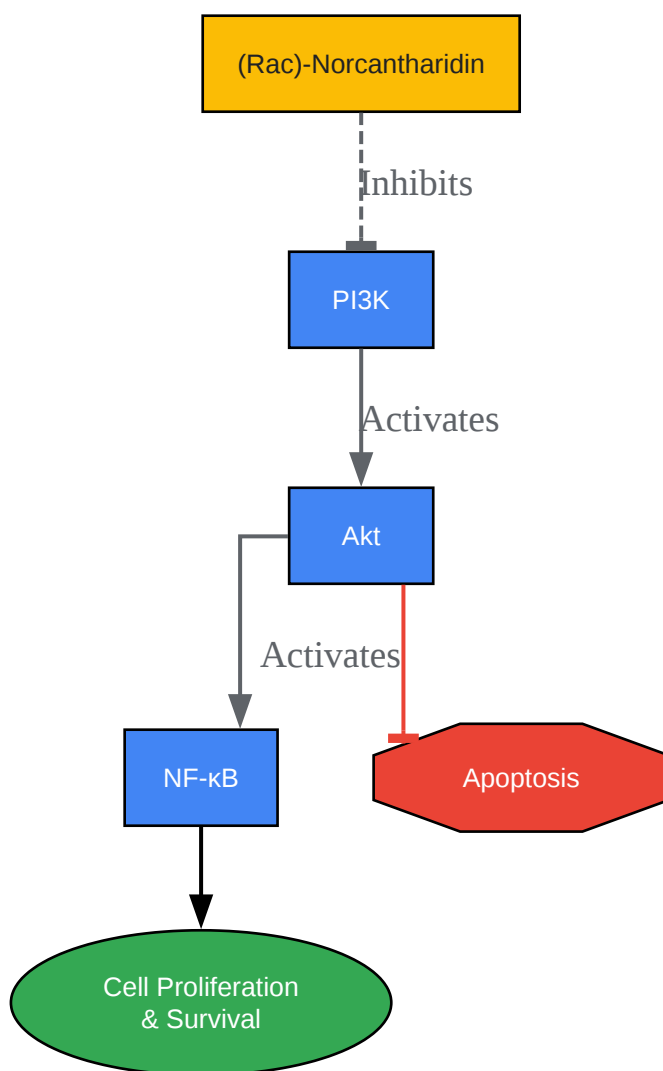 (Rac)-Norcantharidin
Inhibits
PI3K
Activates
Akt
Activates
NF-κB
Apoptosis
Cell Proliferation
& Survival